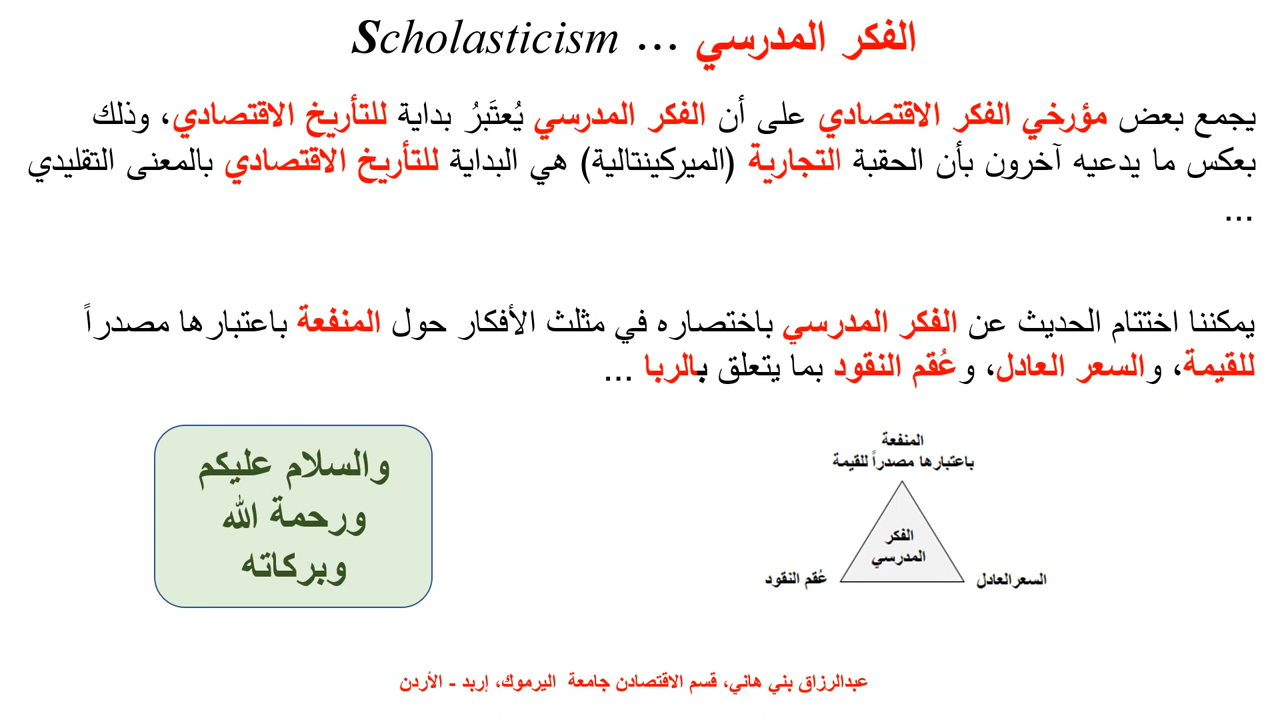 الفكر المدرسي ... Scholasticism
يجمع بعض مؤرخي الفكر الاقتصادي على أن الفكر المدرسي يُعتَبرُ بداية للتأريخ الاقتصادي، وذلك
بعكس ما يدعيه آخرون بأن الحقبة التجارية (الميركينتالية) هي البداية للتأريخ الاقتصادي بالمعنى التقليدي
...
يمكننا اختتام الحديث عن الفكر المدرسي باختصاره في مثلث الأفكار حول المنفعة باعتبارها مصدراً
للقيمة، والسعر العادل، وعُقم النقود بما يتعلق بالربا ...
المنفعة
باعتبارها مصدراً للقيمة
الفكر
المدرسي
السعرالعادل
عُقم النقود
والسلام عليكم
ورحمة الله
وبركاته
عبدالرزاق بني هاني، قسم الاقتصادن جامعة اليرموك، إربد - الأردن